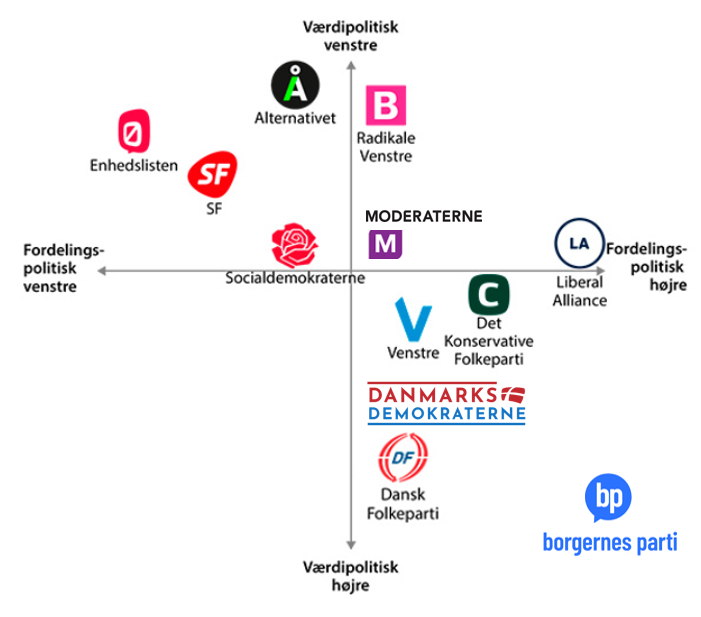 Værdipolitisk
venstre
Å
Alternativet
B
Radikale
Venstre
Ø
Enhedslisten
SF
SF
MODERATERNE
M
LA
Liberal
Alliance
Fordelings-
politisk
venstre
Fordelings-
politisk
højre
Socialdemokraterne
C
Det
Konservative
Folkeparti
V
Venstre
DANMARKS
DEMOKRATERNE
DF
Dansk
Folkeparti
bp
borgernes parti
Værdipolitisk
højre